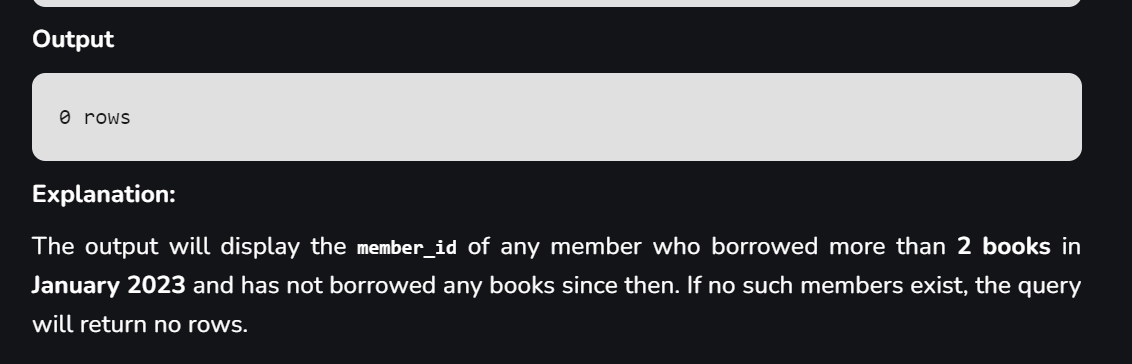 Output
0 rows
Explanation:
The output will display the member_id of any member who borrowed more than 2 books in
January 2023 and has not borrowed any books since then. If no such members exist, the query
will return no rows.